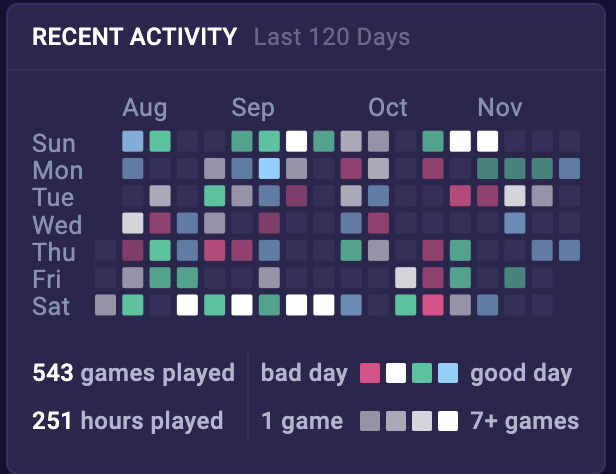 RECENT ACTIVITY Last 120 Days
Aug Sep Oct Nov
Sun
Mon
Tue
Wed
Thu
Fri
Sat
543 games played
251 hours played
bad day good day
1 game 7+ games